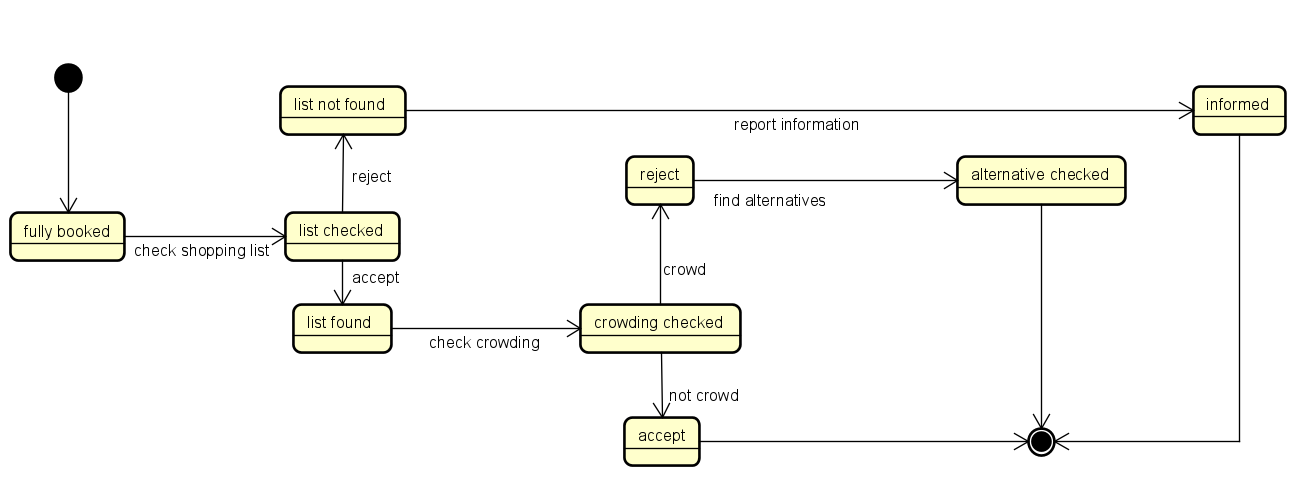 list not found
informed
report information
reject
reject
alternative checked
find alternatives
fully booked
list checked
check shopping list
accept
crowd
list found
crowding checked
check crowding
not crowd
accept